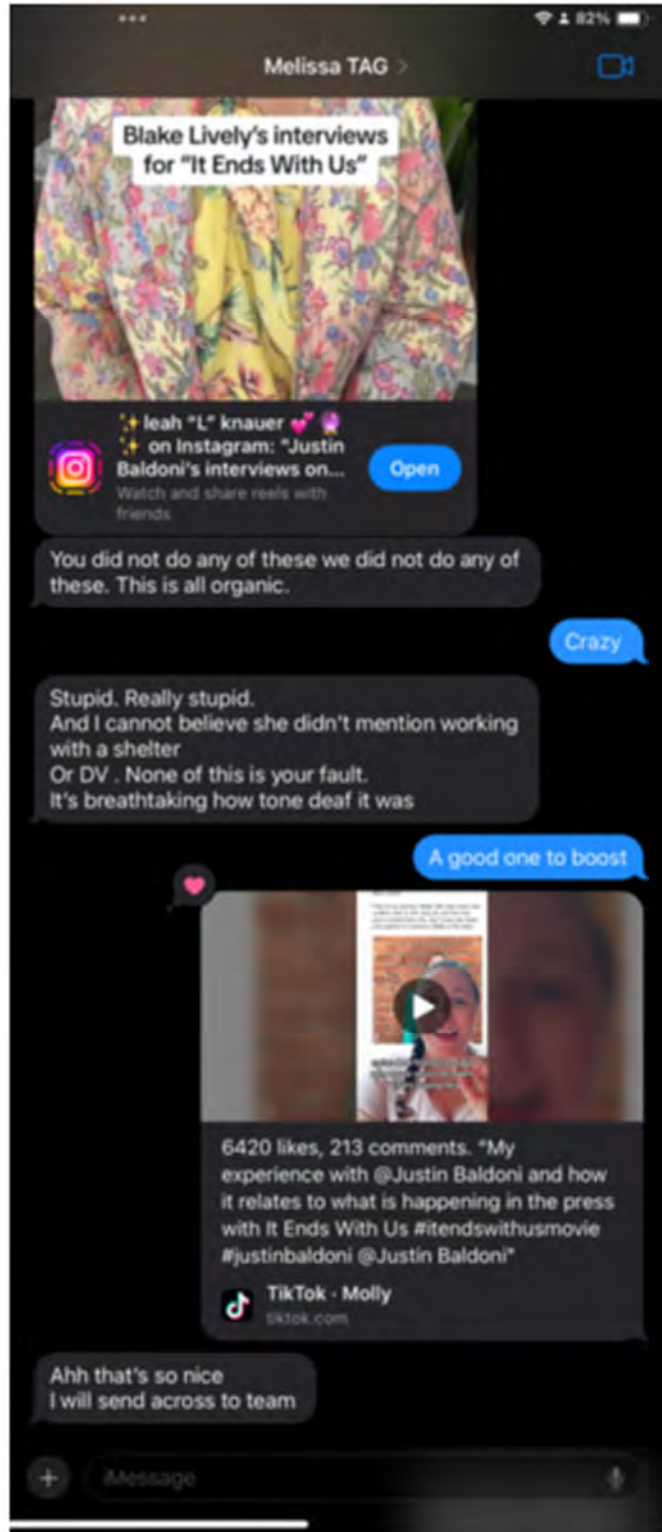 82%
Melissa TAG >
Blake Lively's interviews
for "It Ends With Us"
✨leah "L" knauer 💕 🔮
✨ on Instagram: "Justin
Baldoni's interviews on...
Watch and share reels with
friends
Open
You did not do any of these we did not do any of
these. This is all organic.
Crazy
Stupid. Really stupid.
And I cannot believe she didn't mention working
with a shelter
Or DV . None of this is your fault.
It's breathtaking how tone deaf it was
A good one to boost
6420 likes, 213 comments. "My
experience with @Justin Baldoni and how
it relates to what is happening in the press
with It Ends With Us #itendswithusmovie
#justinbaldoni @Justin Baldoni"
TikTok · Molly
tiktok.com
Ahh that's so nice
I will send across to team
iMessage